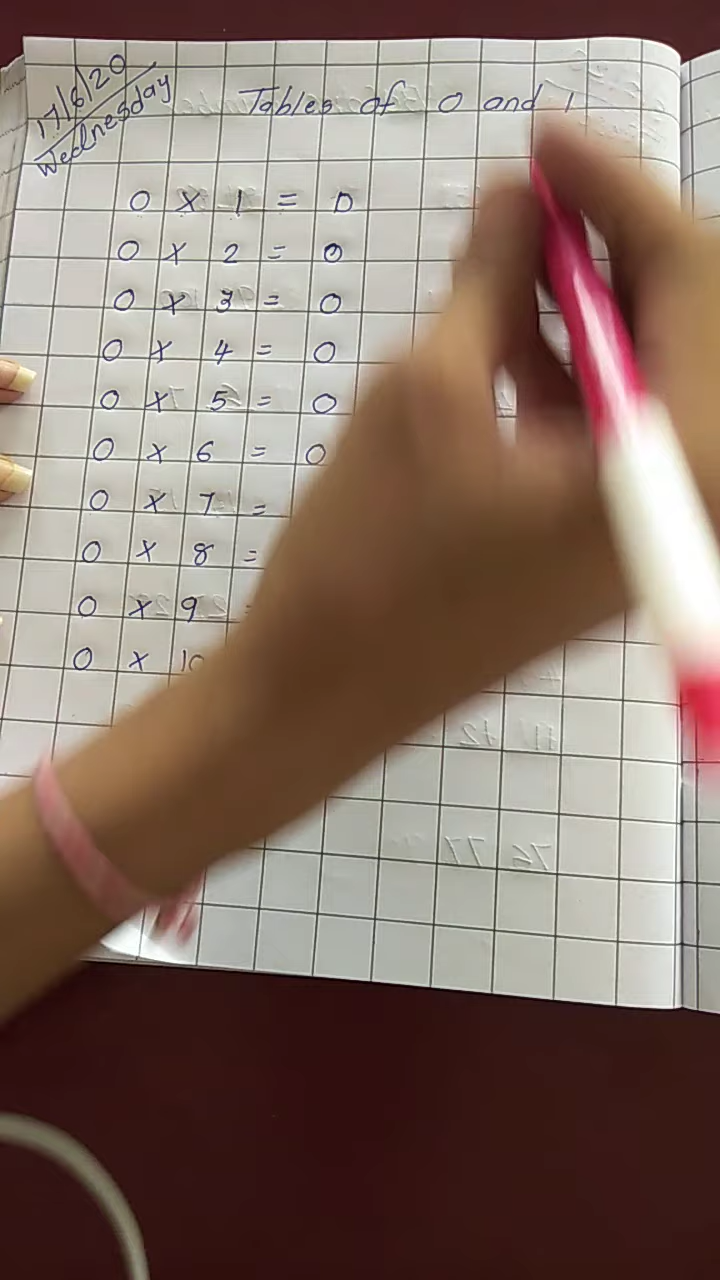 17/6/20
Wednesday
Tables of 0 and 1
0 x 1 = 0
0 x 2 = 0
0 x 3 = 0
0 x 4 = 0
0 x 5 = 0
0 x 6 = 0
0 x 7 =
0 x 8 =
0 x 9
0 x 10